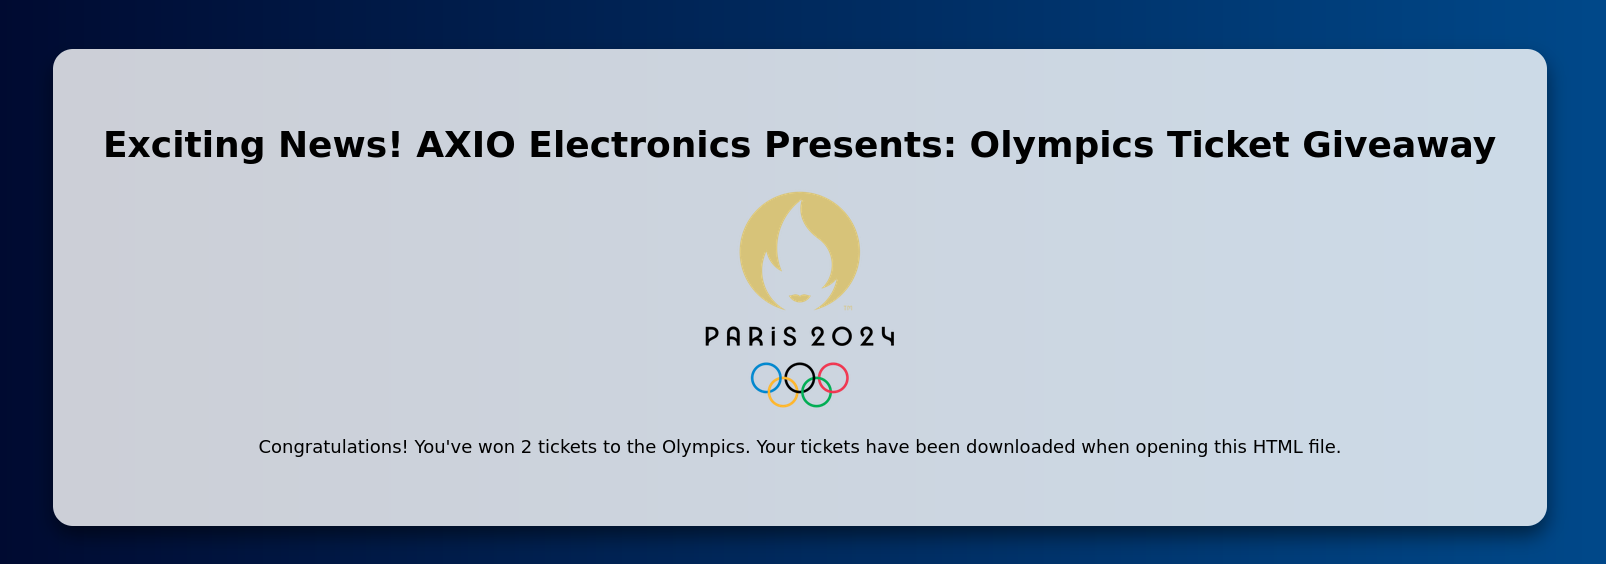 Exciting News! AXIO Electronics Presents: Olympics Ticket Giveaway
PARiS 2024
Congratulations! You've won 2 tickets to the Olympics. Your tickets have been downloaded when opening this HTML file.